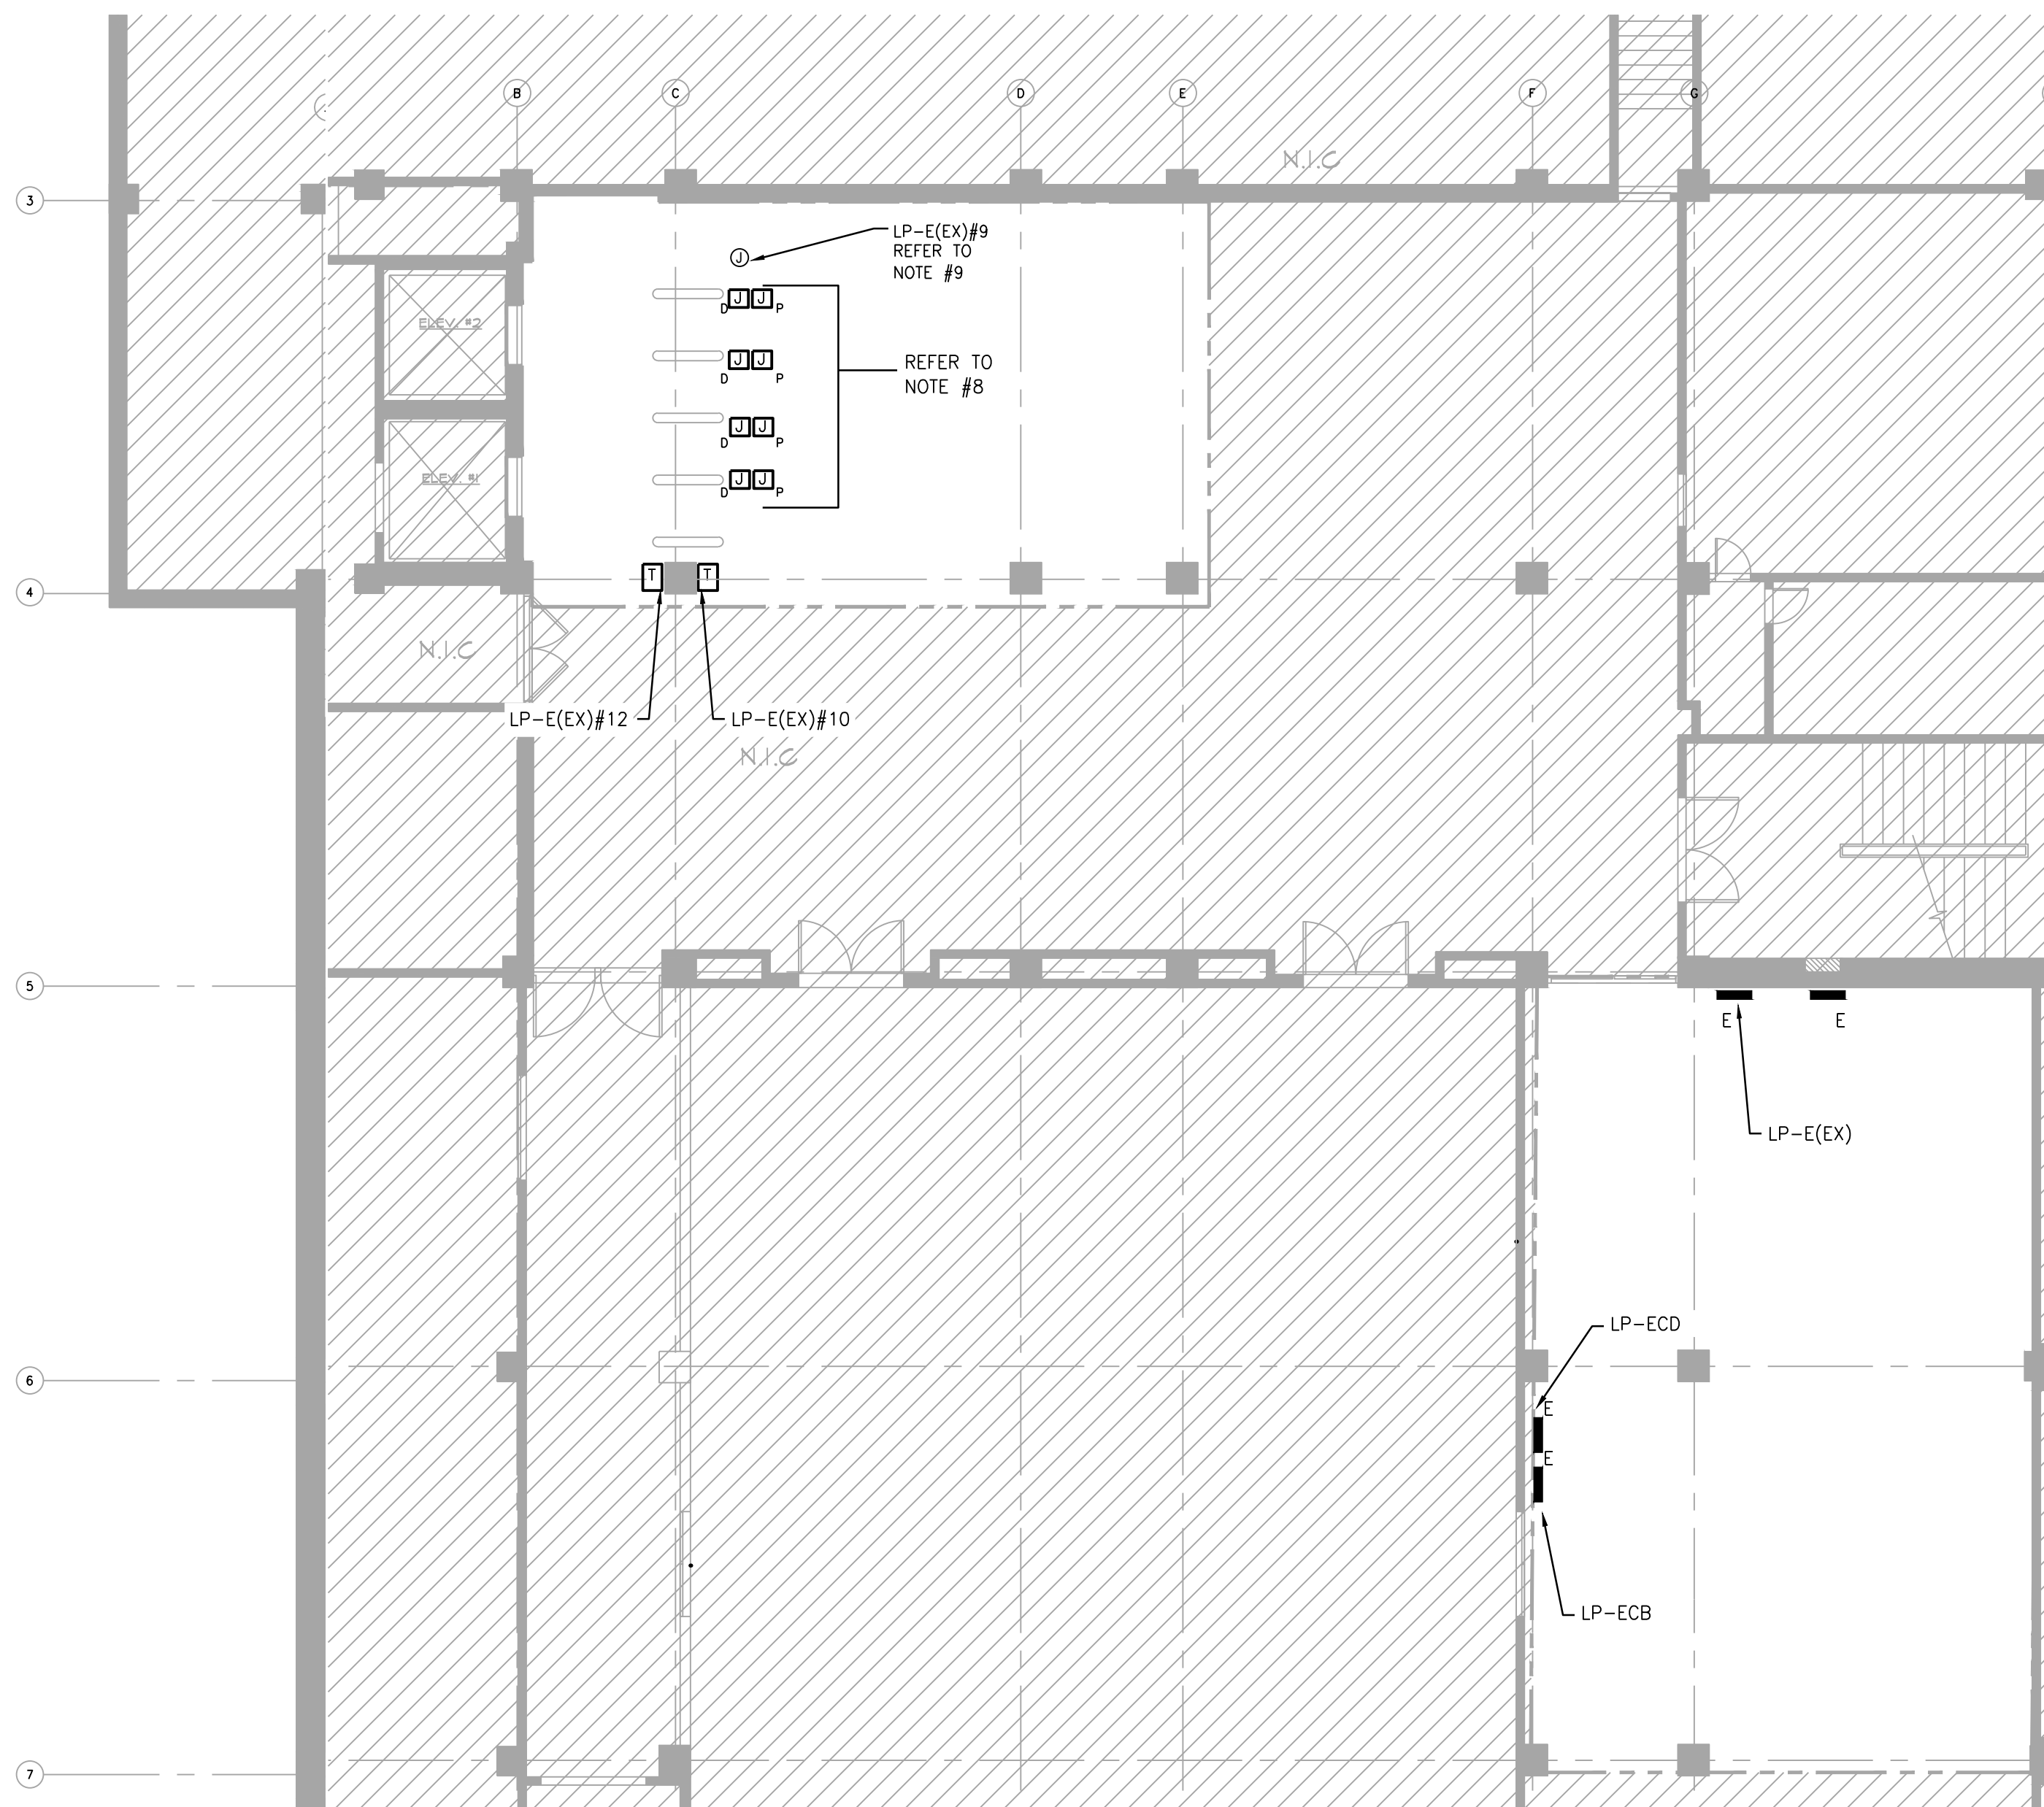 B
C
D
E
F
G
N.I.C
3
LP-E(EX)#9
REFER TO
NOTE #9
J
D J J P
ELEV. #2
D J J P
REFER TO
NOTE #8
D J J P
ELEV. #1
D J J P
4
T T
N.I.C
LP-E(EX)#12
LP-E(EX)#10
N.I.C
5
E E
LP-E(EX)
LP-ECD
6
E
E
LP-ECB
7